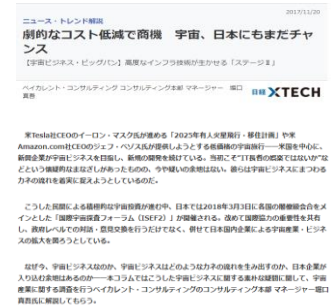 2017/11/20
ニュース・トレンド解説
劇的なコスト低減で商機 宇宙、日本にもまだチャ
ンス
【宇宙ビジネス・ビッグバン】高度なインフラ技術が生かせる「ステージⅡ」
ベイカレント・コンサルティング コンサルティング本部 マネージャー 堀口
真吾
日経 XTECH
米Tesla社CEOのイーロン・マスク氏が進める「2025年有人火星飛行・移住計画」や米
Amazon.com社CEOのジェフ・ベゾス氏が提供しようとする低価格の宇宙旅行——米国を中心に、
新興企業が宇宙ビジネスを目指し、新規の開発を続けている。当初こそ“IT長者の娯楽ではないか”な
どという懐疑的なまなざしがあったものの、今や疑いの余地はない。彼らは宇宙ビジネスにまつわる
カネの流れを着実に捉えようとしているのだ。
こうした民間による積極的な宇宙投資が進む中、日本では2018年3月3日に各国の閣僚級会合をメ
インとした「国際宇宙探査フォーラム（ISEF2）」が開催される。改めて国際協力の重要性を共有
し、政府レベルでの対話・意見交換を行うだけでなく、併せて日本国内企業による宇宙産業・ビジネ
スの拡大を図ろうとしている。
なぜ今、宇宙ビジネスなのか、宇宙ビジネスはどのようなカネの流れを生み出すのか、日本企業が
入り込む余地はあるのか——本コラムではこうした宇宙ビジネスに関する素朴な疑問に関して、宇宙
産業に関する調査を行うベイカレント・コンサルティングのコンサルティング本部 マネージャー堀口
真吾氏に解説してもらう。